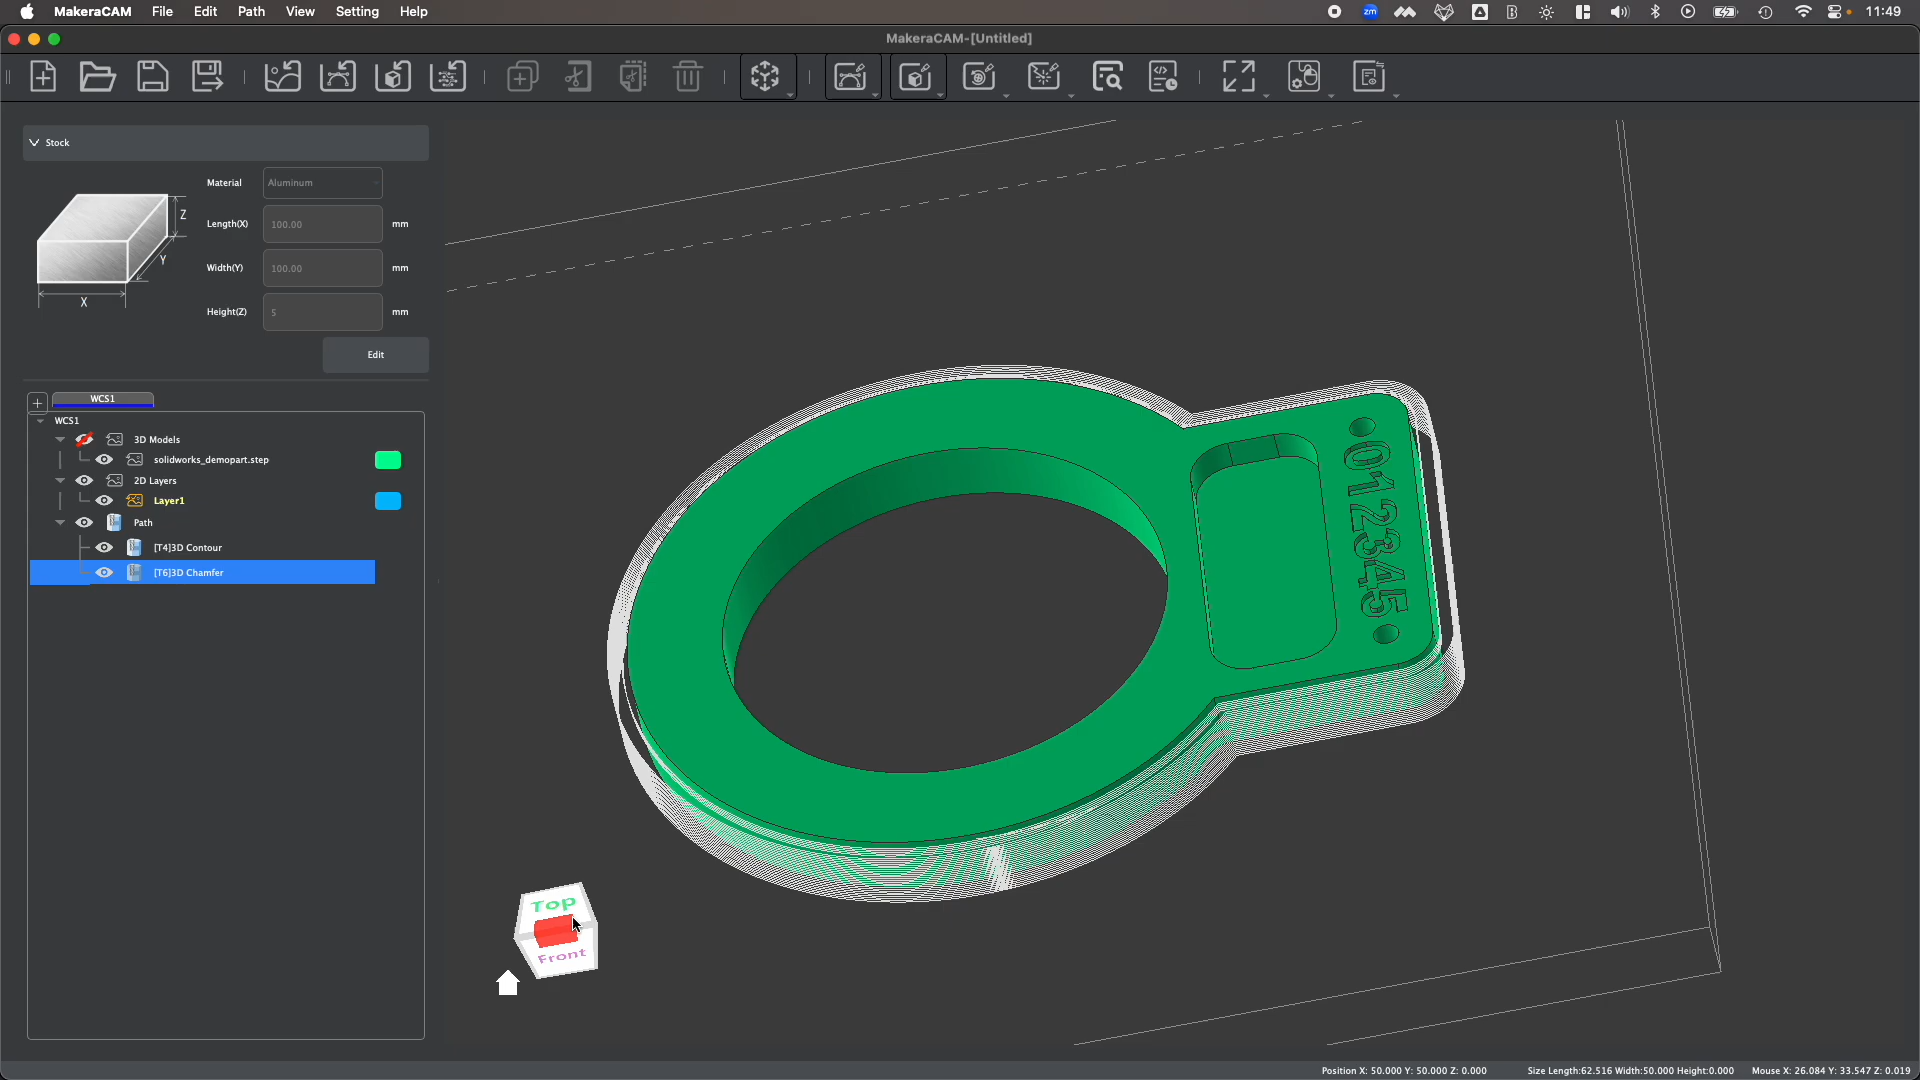 MakeraCAM File Edit Path View Setting Help
zm
11:49
MakeraCAM-[Untitled]
Stock
Material Aluminum
Length(X) 100.00 mm
Width(Y) 100.00 mm
Height(Z) 5 mm
Z
Y
X
Edit
+ WCS1
WCS1
3D Models
solidworks_demopart.step
2D Layers
Layer1
Path
[T4]3D Contour
[T6]3D Chamfer
012345
Top
Front
Position X: 50.000 Y: 50.000 Z: 0.000 Size Length:62.516 Width:50.000 Height:0.000 Mouse X: 26.084 Y: 33.547 Z: 0.019